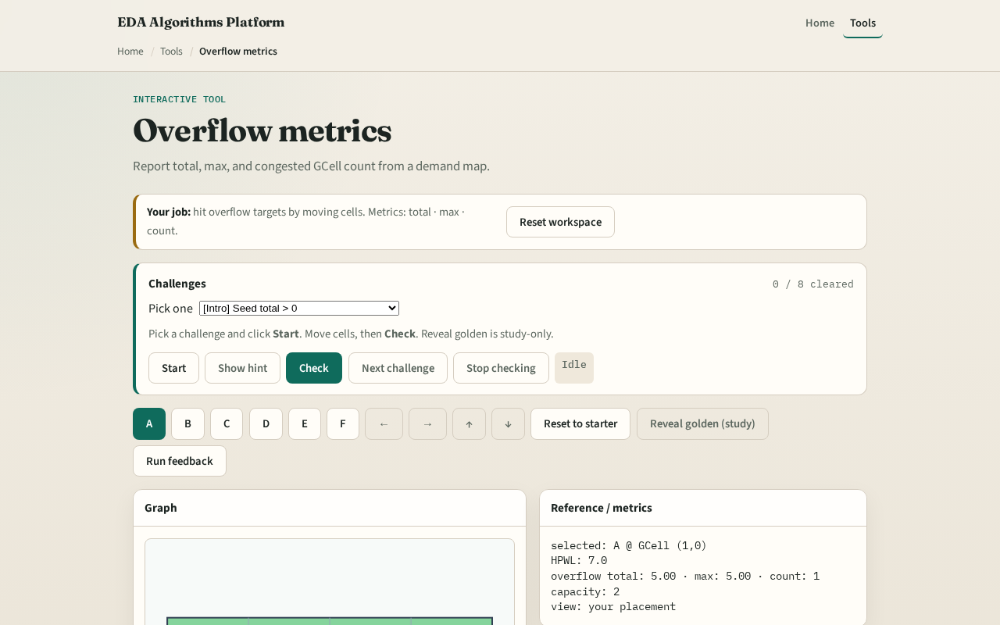 EDA Algorithms Platform
Home
Tools
Home / Tools / Overflow metrics
INTERACTIVE TOOL
Overflow metrics
Report total, max, and congested GCell count from a demand map.
Your job: hit overflow targets by moving cells. Metrics: total · max ·
count.
Reset workspace
Challenges
0 / 8 cleared
Pick one [Intro] Seed total > 0
Pick a challenge and click Start. Move cells, then Check. Reveal golden is study-only.
Start Show hint Check Next challenge Stop checking Idle
A B C D E F ← → ↑ ↓ Reset to starter Reveal golden (study)
Run feedback
Graph
Reference / metrics
selected: A @ GCell (1,0)
HPWL: 7.0
overflow total: 5.00 · max: 5.00 · count: 1
capacity: 2
view: your placement